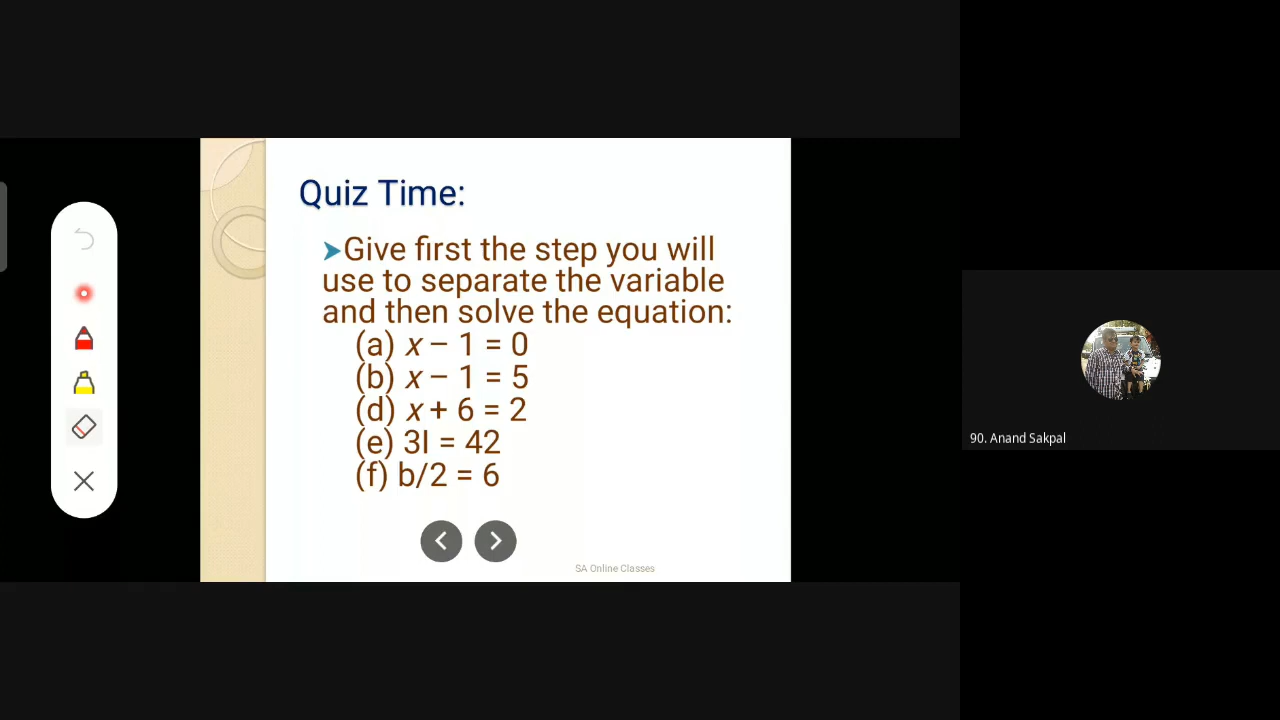 Quiz Time:
➤Give first the step you will
use to separate the variable
and then solve the equation:
(a) x – 1 = 0
(b) x – 1 = 5
(d) x + 6 = 2
(e) 3l = 42
(f) b/2 = 6
SA Online Classes
90. Anand Sakpal